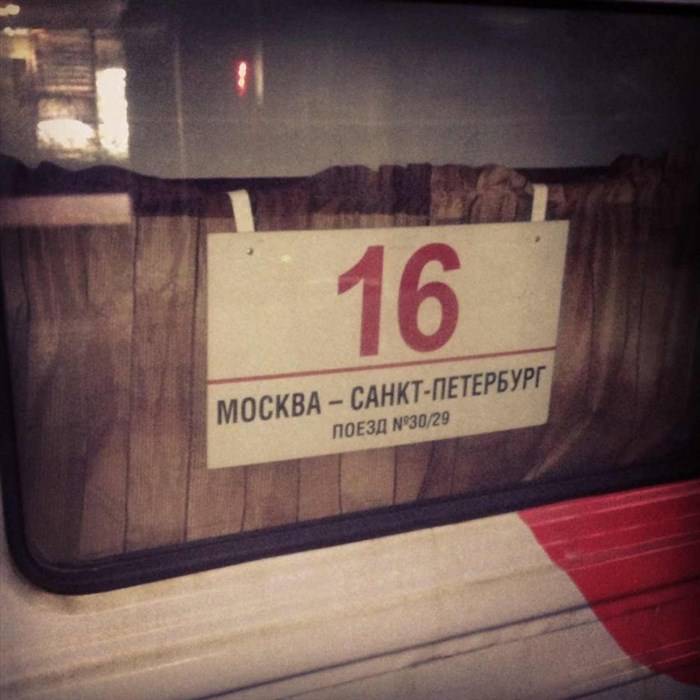 16
МОСКВА – САНКТ-ПЕТЕРБУРГ
ПОЕЗД №30/29